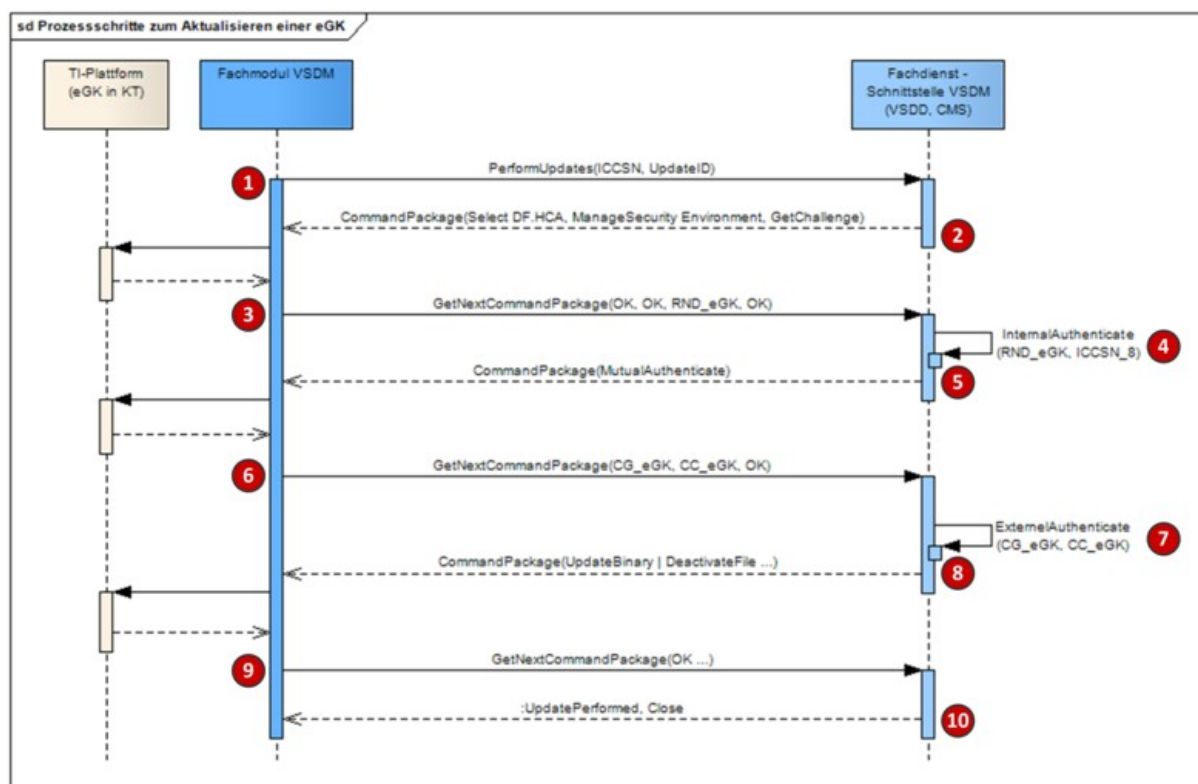 sd Prozessschritte zum Aktualisieren einer eGK
TI-Plattform
(eGK in KT)
Fachmodul VSDM
Fachdienst -
Schnittstelle VSDM
(VSDD, CMS)
1
PerformUpdates(ICCSN, UpdateID)
CommandPackage(Select DF.HCA, ManageSecurity Environment, GetChallenge)
2
3
GetNextCommandPackage(OK, OK, RND_eGK, OK)
InternalAuthenticate
(RND_eGK, ICCSN_8)
4
CommandPackage(MutualAuthenticate)
5
6
GetNextCommandPackage(CG_eGK, CC_eGK, OK)
ExternalAuthenticate
(CG_eGK, CC_eGK)
7
CommandPackage(UpdateBinary | DeactivateFile ...)
8
9
GetNextCommandPackage(OK ...)
:UpdatePerformed, Close
10